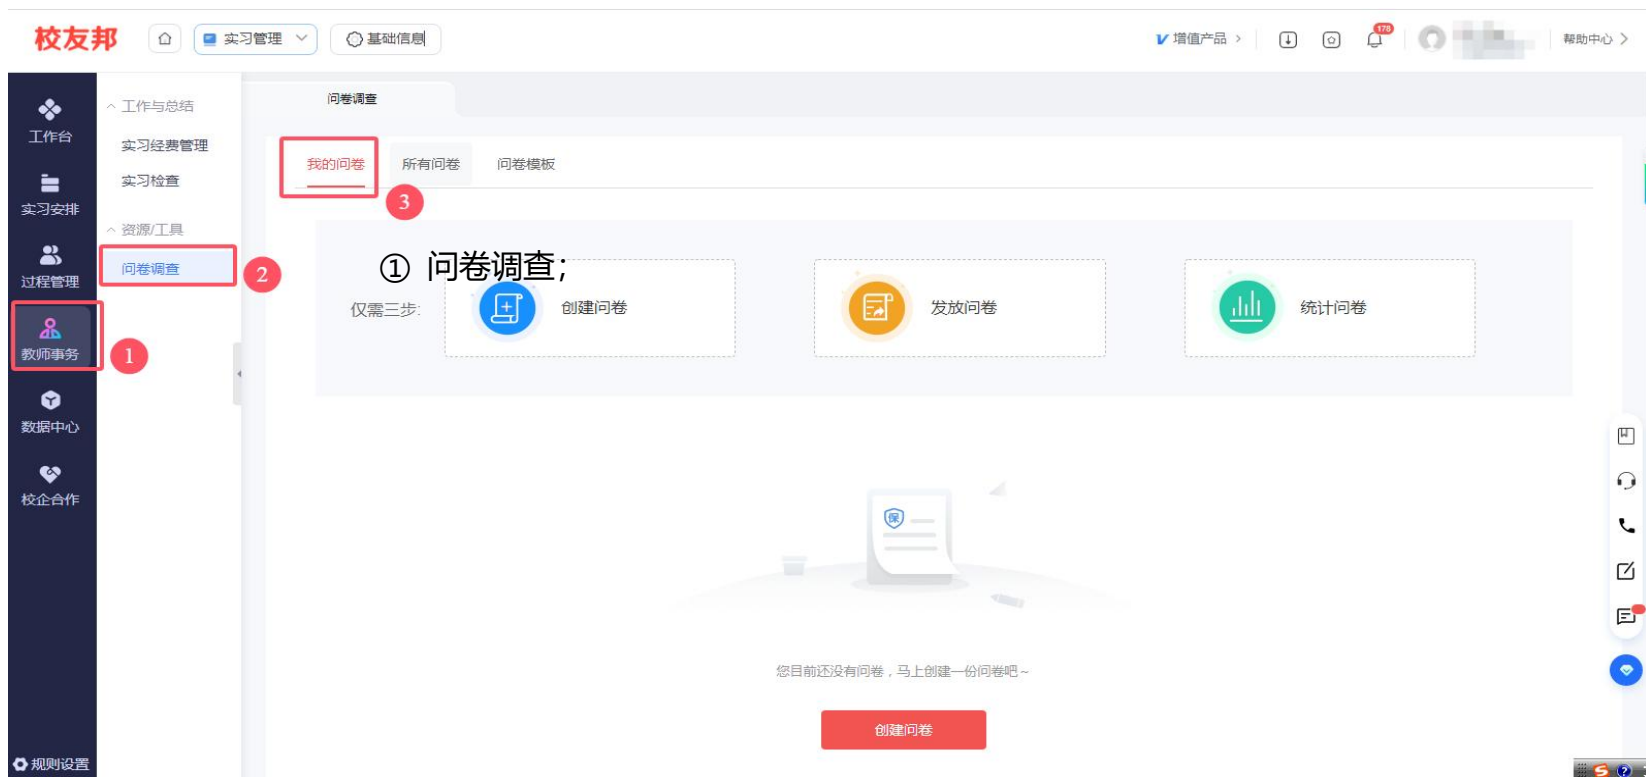 校友邦
实习管理
基础信息
增值产品
178
帮助中心
工作台
实习安排
过程管理
教师事务
1
数据中心
校企合作
规则设置
工作与总结
实习经费管理
实习检查
资源/工具
问卷调查
2
问卷调查
我的问卷 所有问卷 问卷模板
3
① 问卷调查；
仅需三步: 创建问卷 发放问卷 统计问卷
保
您目前还没有问卷，马上创建一份问卷吧~
创建问卷